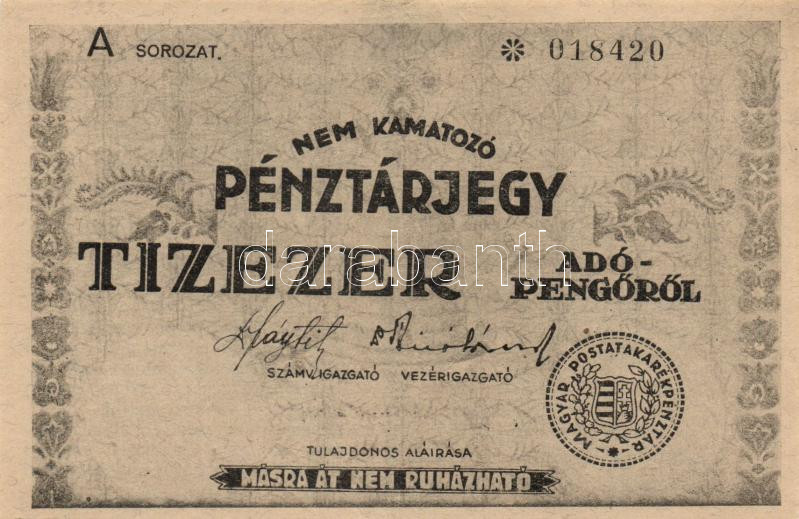 A SOROZAT. * 018420
NEM KAMATOZÓ
PÉNZTÁRJEGY
TIZEZER ADÓ-
PENGŐRŐL
darabanth
SZÁMV.IGAZGATÓ VEZÉRIGAZGATÓ
MAGYAR POSTATAKARÉKPÉNZTÁR
TULAJDONOS ALÁIRÁSA
MÁSRA ÁT NEM RUHÁZHATÓ